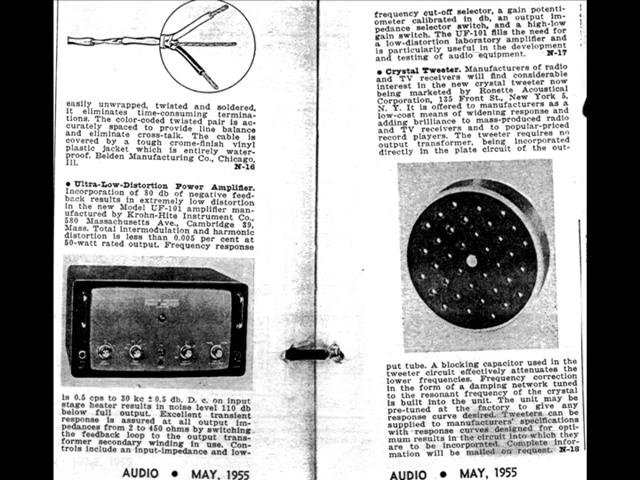 easily unwrapped, twisted and soldered,
it eliminates time-consuming termina-
tions. The color-coded twisted pair is ac-
curately spaced to provide line balance
and eliminate cross-talk. The cable is
covered by a tough crome-finish vinyl
plastic jacket which is entirely water-
proof. Belden Manufacturing Co., Chicago,
Ill. N-16
• Ultra-Low-Distortion Power Amplifier.
Incorporation of 80 db of negative feed-
back results in extremely low distortion
in the new Model UF-101 amplifier man-
ufactured by Krohn-Hite Instrument Co.,
580 Massachusetts Ave., Cambridge 39,
Mass. Total intermodulation and harmonic
distortion is less than 0.005 per cent at
50-watt rated output. Frequency response
is 0.5 cps to 30 kc ± 0.5 db. D. c. on input
stage heater results in noise level 110 db
below full output. Excellent transient
response is assured at all output im-
pedances from 2 to 450 ohms by switching
the feedback loop to the output trans-
former secondary winding in use. Con-
trols include an input-impedance and low-
AUDIO • MAY, 1955
frequency cut-off selector, a gain potenti-
ometer calibrated in db, an output im-
pedance selector switch, and a high-low
gain switch. The UF-101 fills the need for
a low-distortion laboratory amplifier and
is particularly useful in the development
and testing of audio equipment. N-17
• Crystal Tweeter. Manufacturers of radio
and TV receivers will find considerable
interest in the new crystal tweeter now
being marketed by Ronette Acoustical
Corporation, 135 Front St., New York 5,
N. Y. It is offered to manufacturers as a
low-cost means of widening response and
adding brilliance to mass-produced radio
and TV receivers and to popular-priced
record players. The tweeter requires no
output transformer, being incorporated
directly in the plate circuit of the out-
put tube. A blocking capacitor used in the
tweeter circuit effectively attenuates the
lower frequencies. Frequency correction
in the form of a damping network tuned
to the resonant frequency of the crystal
is built into the unit. The unit may be
pre-tuned at the factory to give any
response curve desired. Tweeters can be
supplied to manufacturers' specifications
with response curves designed for opti-
mum results in the circuit into which they
are to be incorporated. Complete infor-
mation will be mailed on request. N-18
AUDIO • MAY, 1955